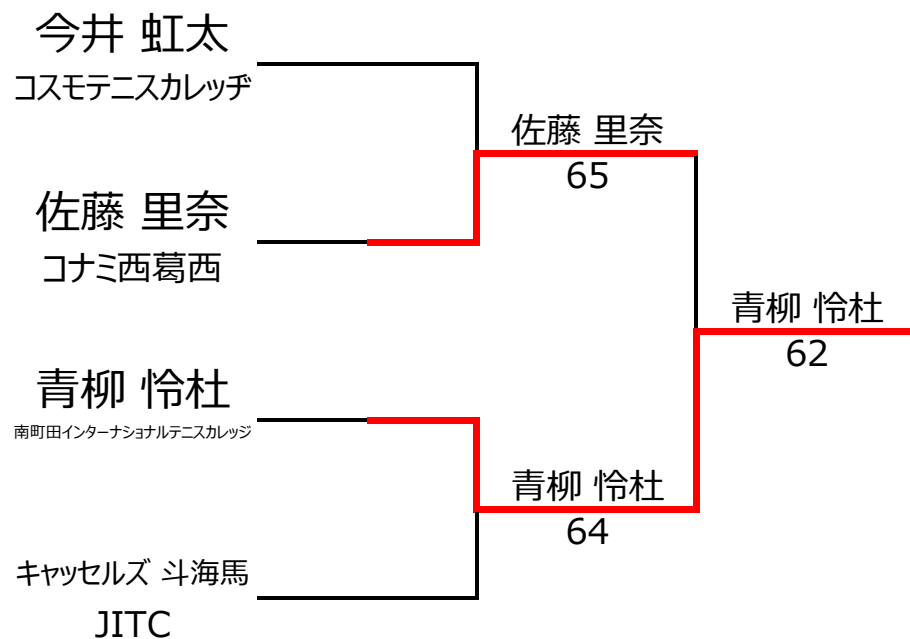 今井 虹太
コスモテニスカレッヂ
佐藤 里奈
65
佐藤 里奈
コナミ西葛西
青柳 怜杜
62
青柳 怜杜
南町田インターナショナルテニスカレッジ
青柳 怜杜
64
キャッセルズ 斗海馬
JITC